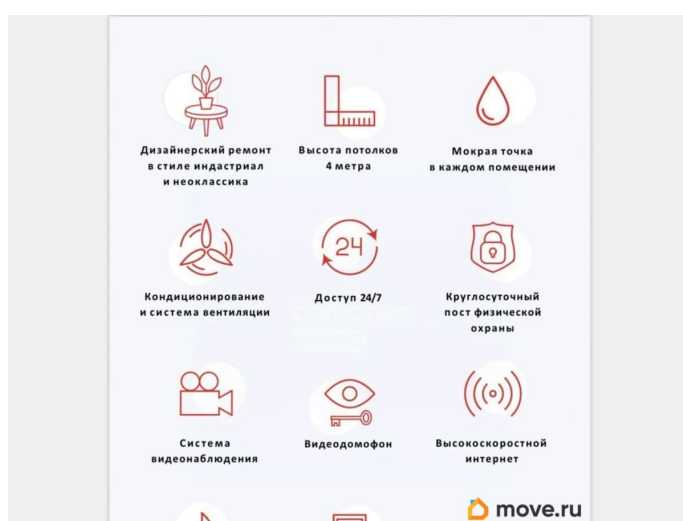 Дизайнерский ремонт
в стиле индастриал
и неоклассика
Высота потолков
4 метра
Мокрая точка
в каждом помещении
Кондиционирование
и система вентиляции
24
Доступ 24/7
Круглосуточный
пост физической
охраны
Система
видеонаблюдения
Видеодомофон
Высокоскоростной
интернет
move.ru